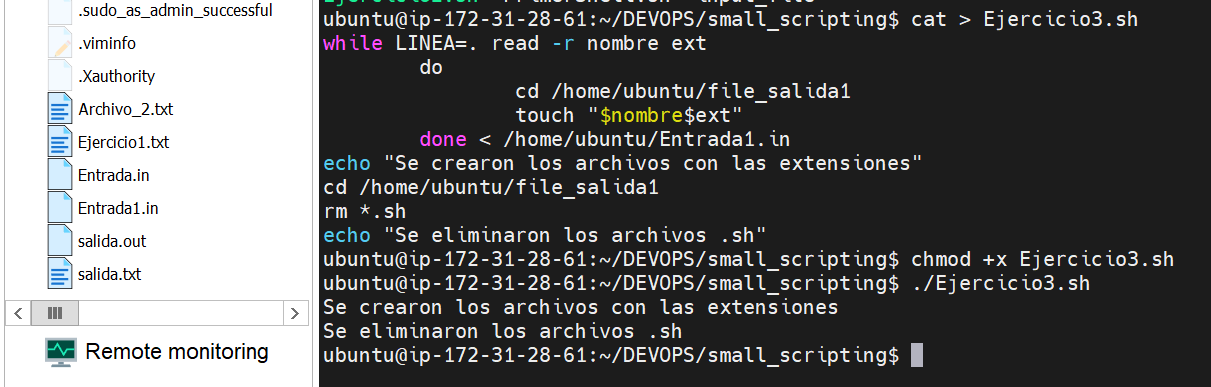 .sudo_as_admin_successful
.viminfo
.Xauthority
Archivo_2.txt
Ejercicio1.txt
Entrada.in
Entrada1.in
salida.out
salida.txt
Remote monitoring
ubuntu@ip-172-31-28-61:~/DEVOPS/small_scripting$ cat > Ejercicio3.sh
while LINEA=. read -r nombre ext
do
cd /home/ubuntu/file_salida1
touch "$nombre$ext"
done < /home/ubuntu/Entrada1.in
echo "Se crearon los archivos con las extensiones"
cd /home/ubuntu/file_salida1
rm *.sh
echo "Se eliminaron los archivos .sh"
ubuntu@ip-172-31-28-61:~/DEVOPS/small_scripting$ chmod +x Ejercicio3.sh
ubuntu@ip-172-31-28-61:~/DEVOPS/small_scripting$ ./Ejercicio3.sh
Se crearon los archivos con las extensiones
Se eliminaron los archivos .sh
ubuntu@ip-172-31-28-61:~/DEVOPS/small_scripting$